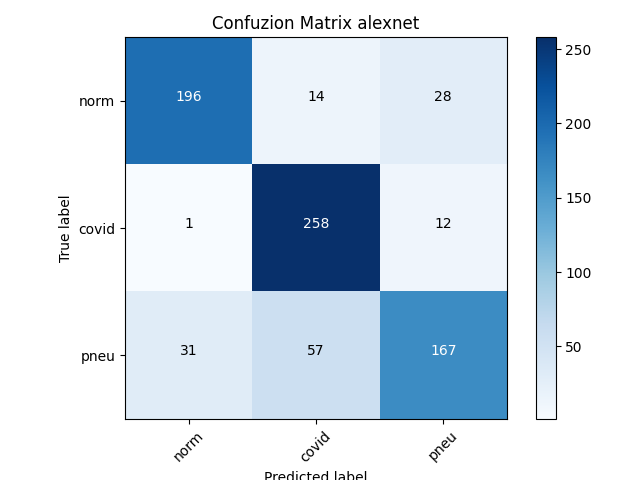 Confuzion Matrix alexnet
norm 196 14 28
covid 1 258 12
pneu 31 57 167
norm covid pneu
True label
Predicted label
250
200
150
100
50